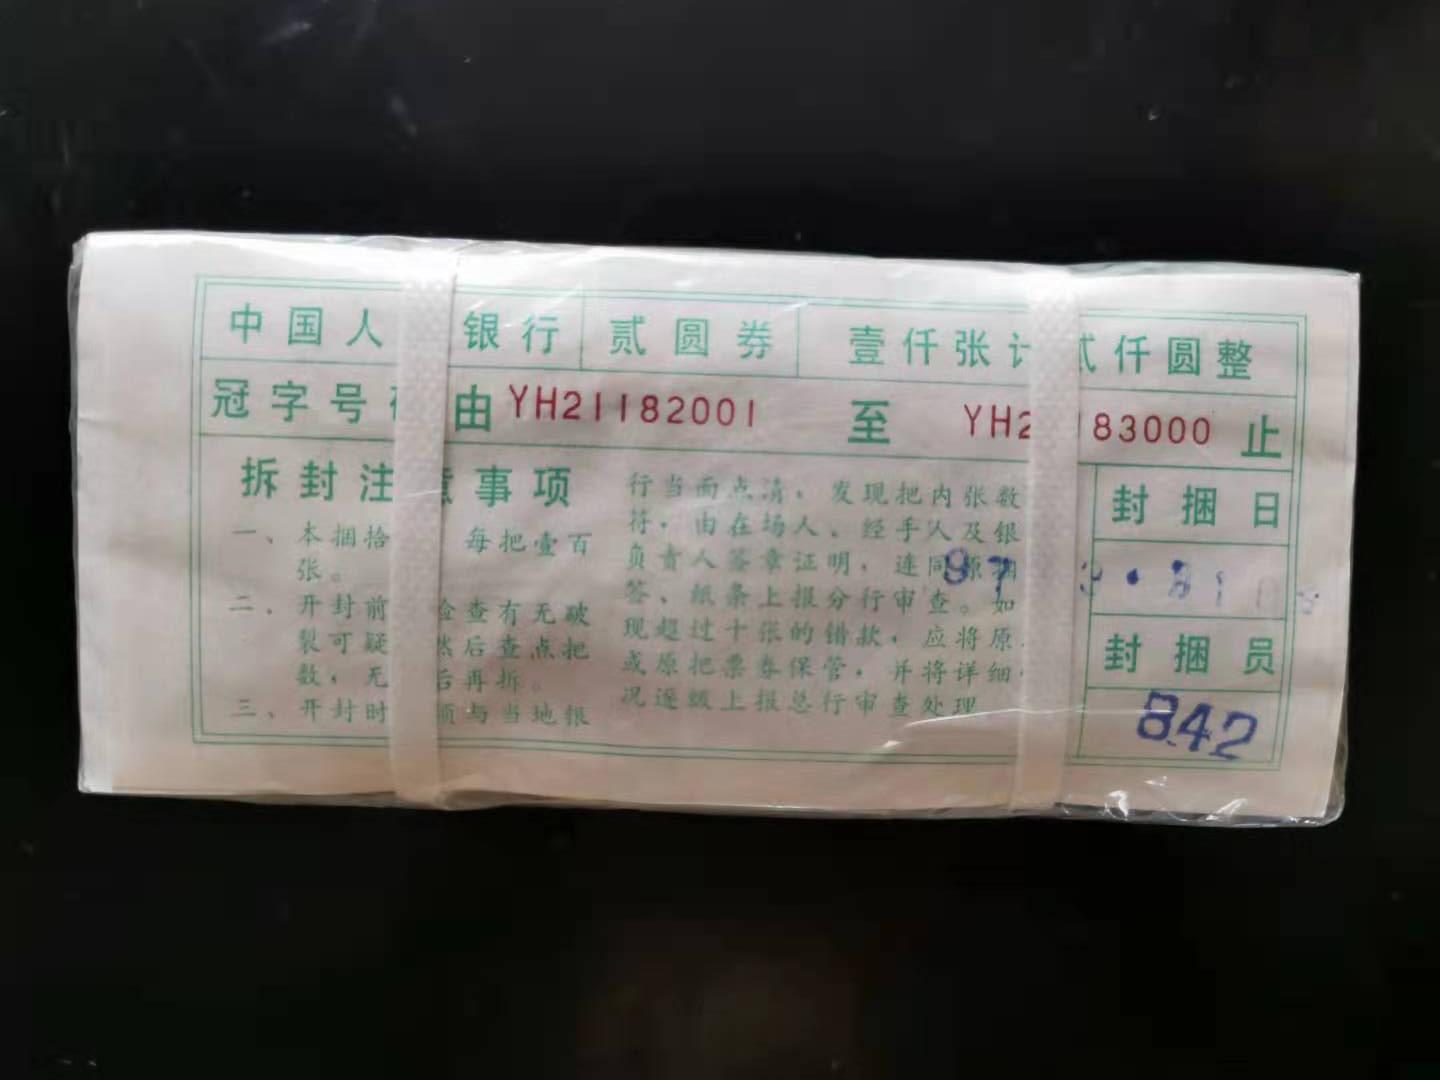 中国人 银行 贰圆券 壹仟张计贰仟圆整
冠字号 由 YH21182001 至 YH2 183000 止
拆封注意事项
一、本捆拾 每把壹百
张。
二、开封前 检查有无破
裂可疑 然后查点把
数，无 后再拆。
三、开封时 须与当地银
行当面点清，发现把内张数
符，由在场人、经手人及银
负责人签章证明，连同原捆
签、纸条上报分行审查。如
现超过十张的错款，应将原
或原把票券保管，并将详细
况逐级上报总行审查处理
封捆日
97
封捆员
842